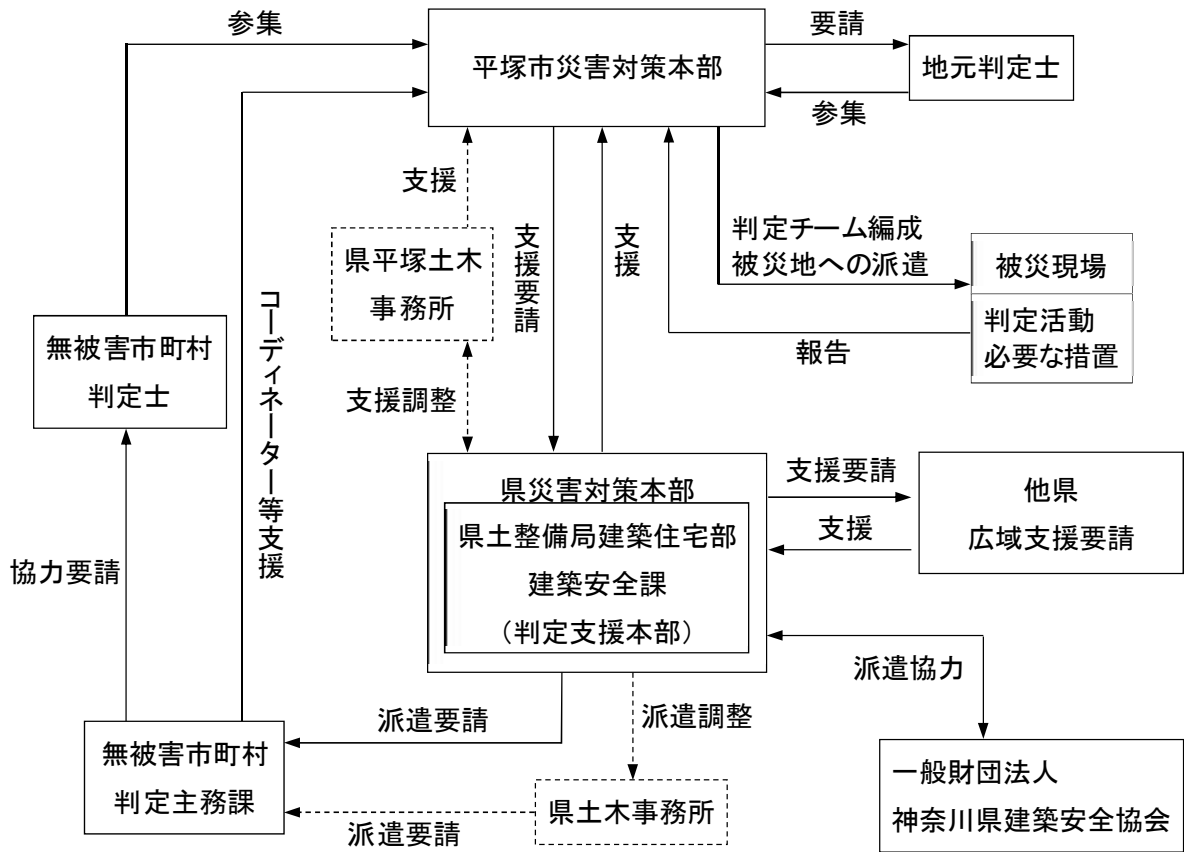 参集
平塚市災害対策本部
要請
地元判定士
参集
支援
県平塚土木
事務所
支援要請
支援
判定チーム編成
被災地への派遣
被災現場
判定活動
必要な措置
報告
コーディネーター等支援
無被害市町村
判定士
支援調整
県災害対策本部
県土整備局建築住宅部
建築安全課
（判定支援本部）
支援要請
支援
他県
広域支援要請
協力要請
派遣協力
派遣要請
派遣調整
無被害市町村
判定主務課
派遣要請
県土木事務所
一般財団法人
神奈川県建築安全協会